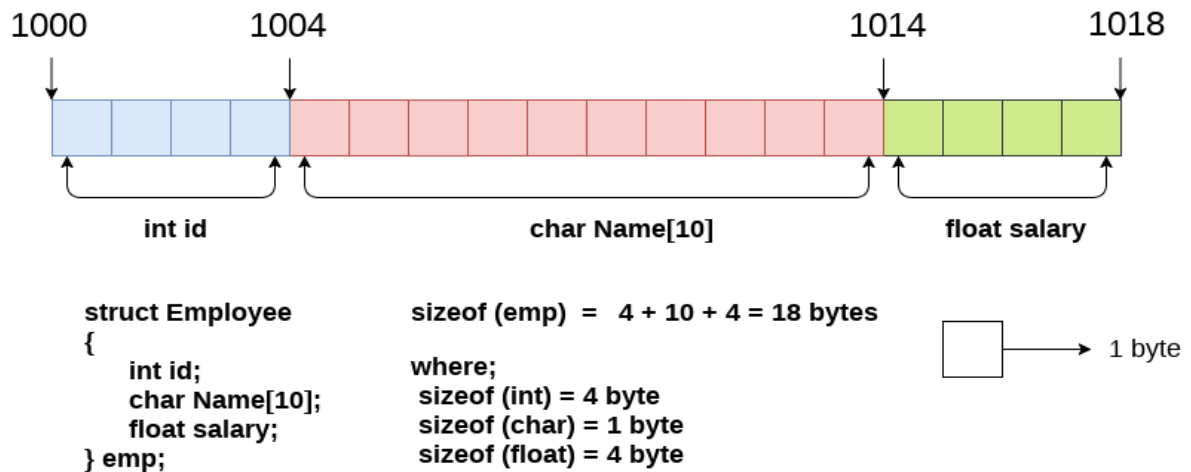 1000 1004 1014 1018
int id char Name[10] float salary
struct Employee
{
int id;
char Name[10];
float salary;
} emp;
sizeof (emp) = 4 + 10 + 4 = 18 bytes
where;
sizeof (int) = 4 byte
sizeof (char) = 1 byte
sizeof (float) = 4 byte
1 byte